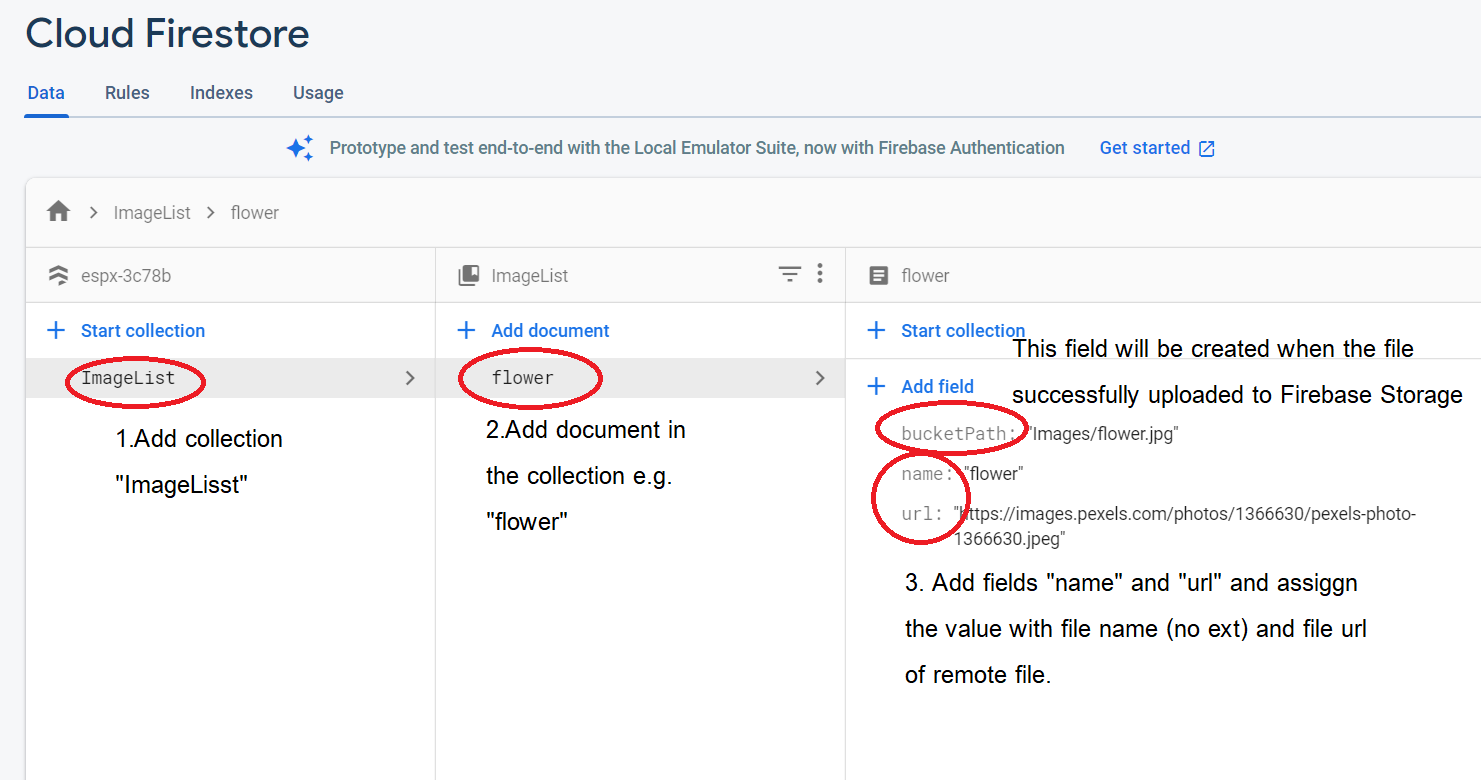 Cloud Firestore
Data Rules Indexes Usage
Prototype and test end-to-end with the Local Emulator Suite, now with Firebase Authentication Get started
ImageList flower
espx-3c78b
Start collection
ImageList
1.Add collection
"ImageLisst"
ImageList
Add document
flower
2.Add document in
the collection e.g.
"flower"
flower
Start collection
This field will be created when the file
successfully uploaded to Firebase Storage
Add field
bucketPath: "Images/flower.jpg"
name: "flower"
url: "https://images.pexels.com/photos/1366630/pexels-photo-
1366630.jpeg"
3. Add fields "name" and "url" and assiggn
the value with file name (no ext) and file url
of remote file.